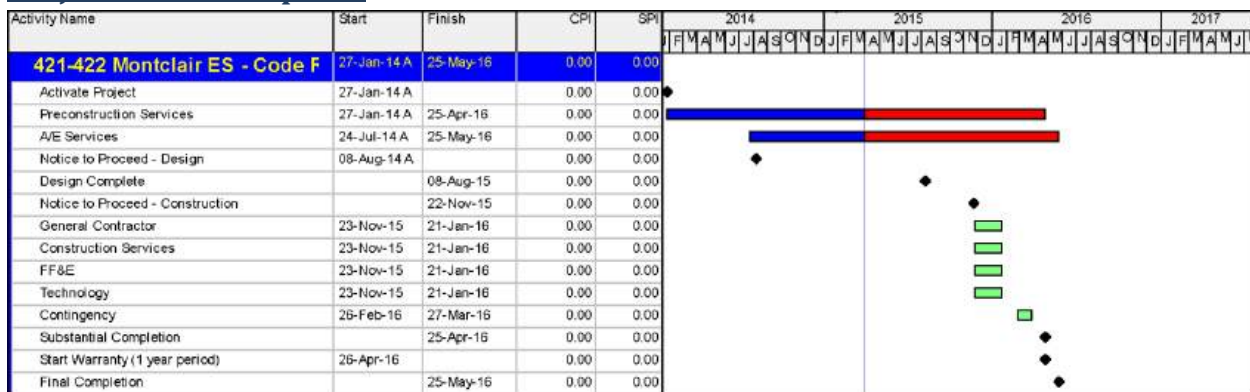 Activity Name Start Finish CPI SPI 2014 2015 2016 2017
J F M A M J J A S O N D J F M A M J J A S O N D J F M A M J J A S O N D J F M A M J
421-422 Montclair ES - Code F 27-Jan-14 A 25-May-16 0.00 0.00
Activate Project 27-Jan-14 A 0.00 0.00
Preconstruction Services 27-Jan-14 A 25-Apr-16 0.00 0.00
A/E Services 24-Jul-14 A 25-May-16 0.00 0.00
Notice to Proceed - Design 08-Aug-14 A 0.00 0.00
Design Complete 08-Aug-15 0.00 0.00
Notice to Proceed - Construction 22-Nov-15 0.00 0.00
General Contractor 23-Nov-15 21-Jan-16 0.00 0.00
Construction Services 23-Nov-15 21-Jan-16 0.00 0.00
FF&E 23-Nov-15 21-Jan-16 0.00 0.00
Technology 23-Nov-15 21-Jan-16 0.00 0.00
Contingency 26-Feb-16 27-Mar-16 0.00 0.00
Substantial Completion 25-Apr-16 0.00 0.00
Start Warranty (1 year period) 26-Apr-16 0.00 0.00
Final Completion 25-May-16 0.00 0.00